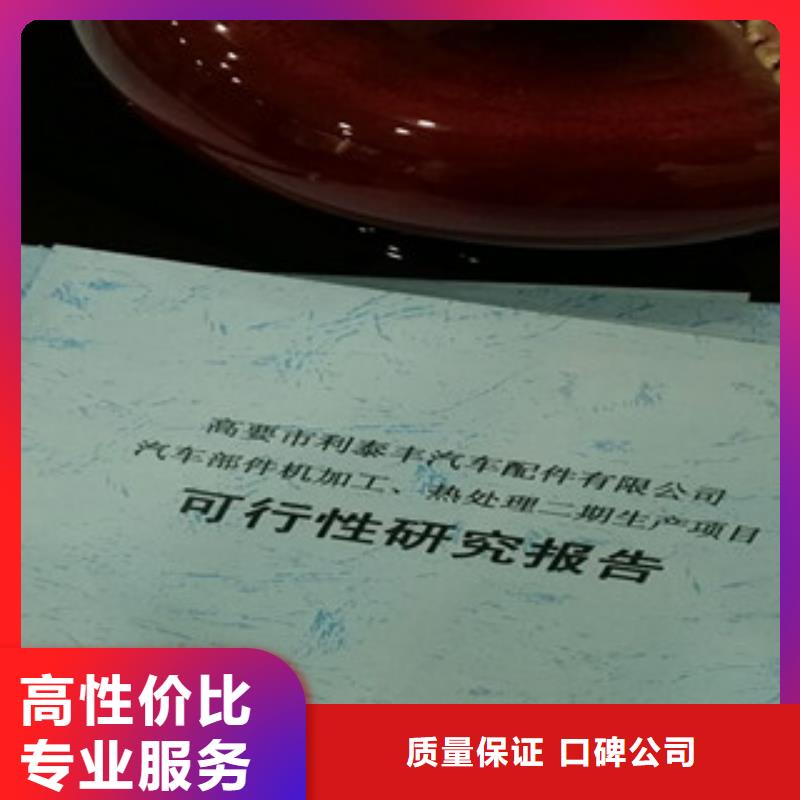 高要市利泰丰汽车配件有限公司
汽车部件机加工、热处理二期生产项目
可行性研究报告
高性价比
专业服务
质量保证 口碑公司